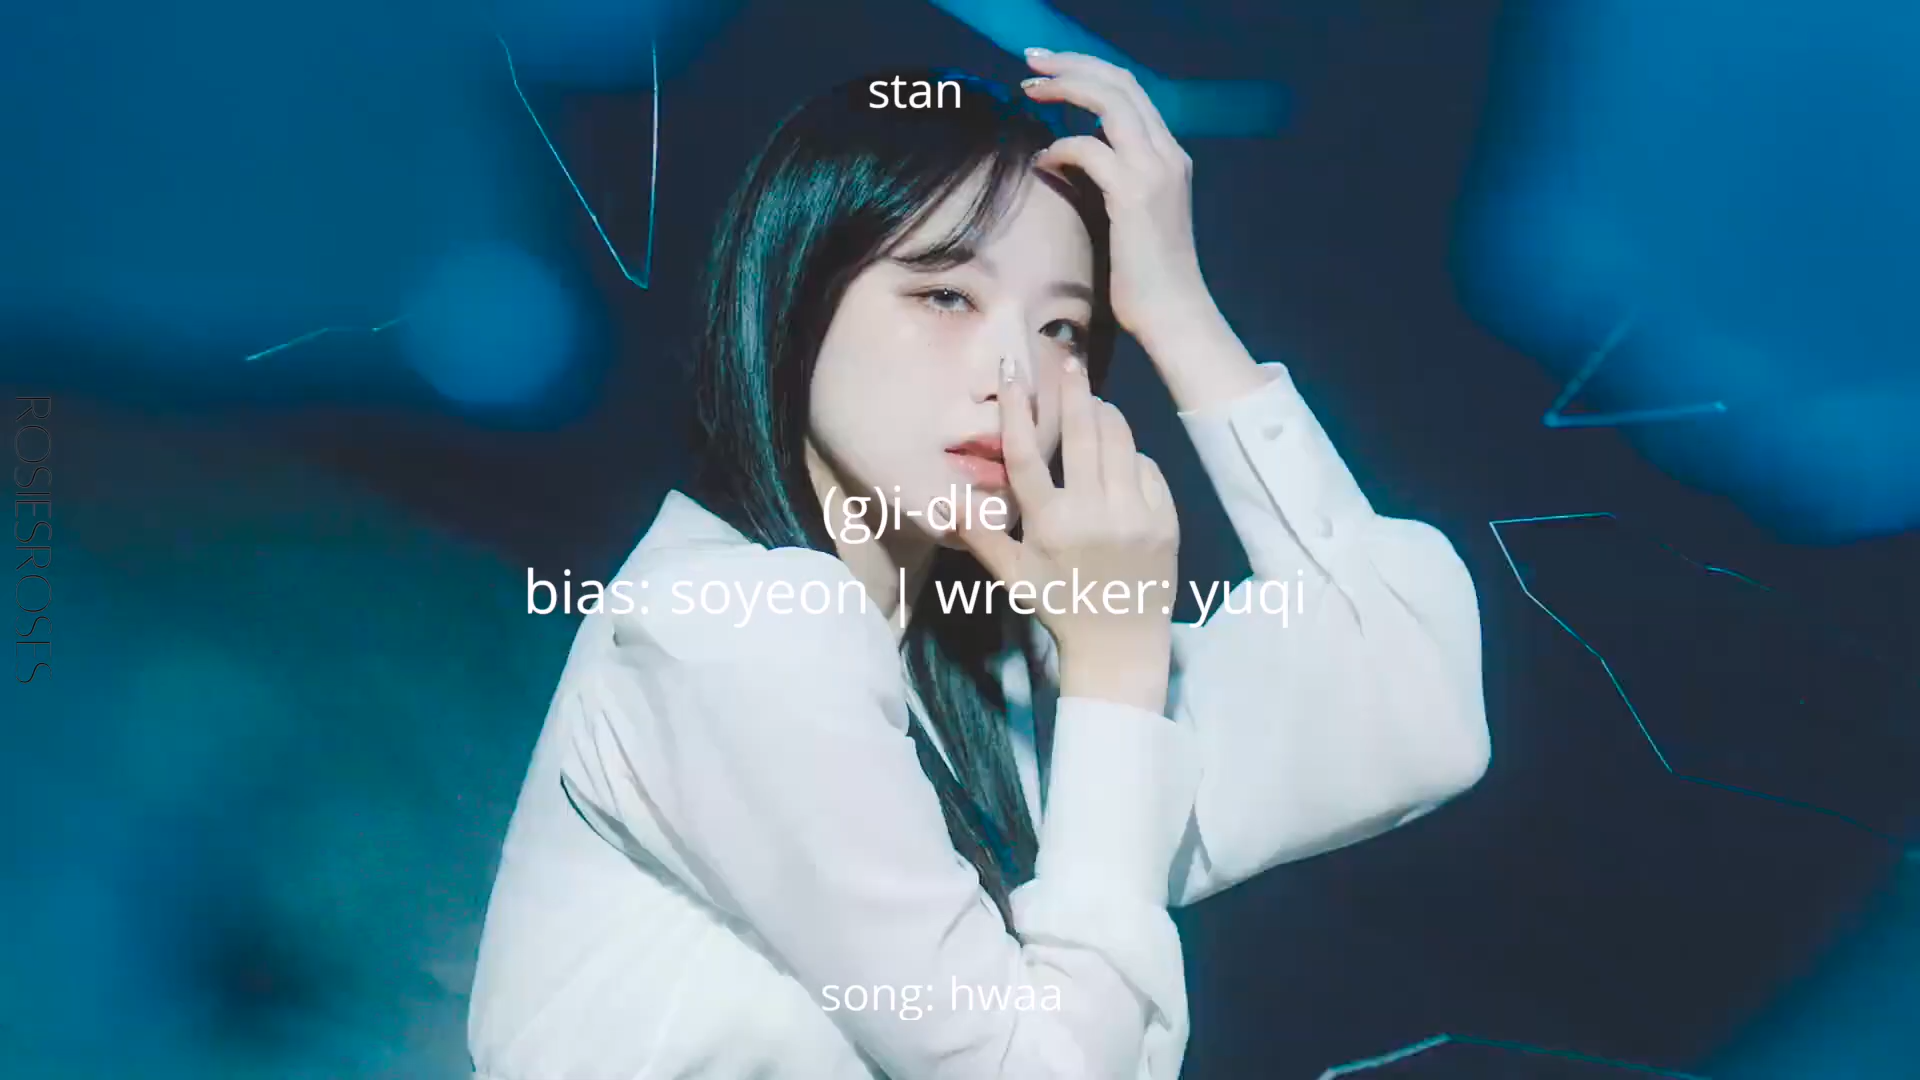 stan
(g)i-dle
bias: soyeon | wrecker: yuqi
song: hwaa
ROSIESROSES